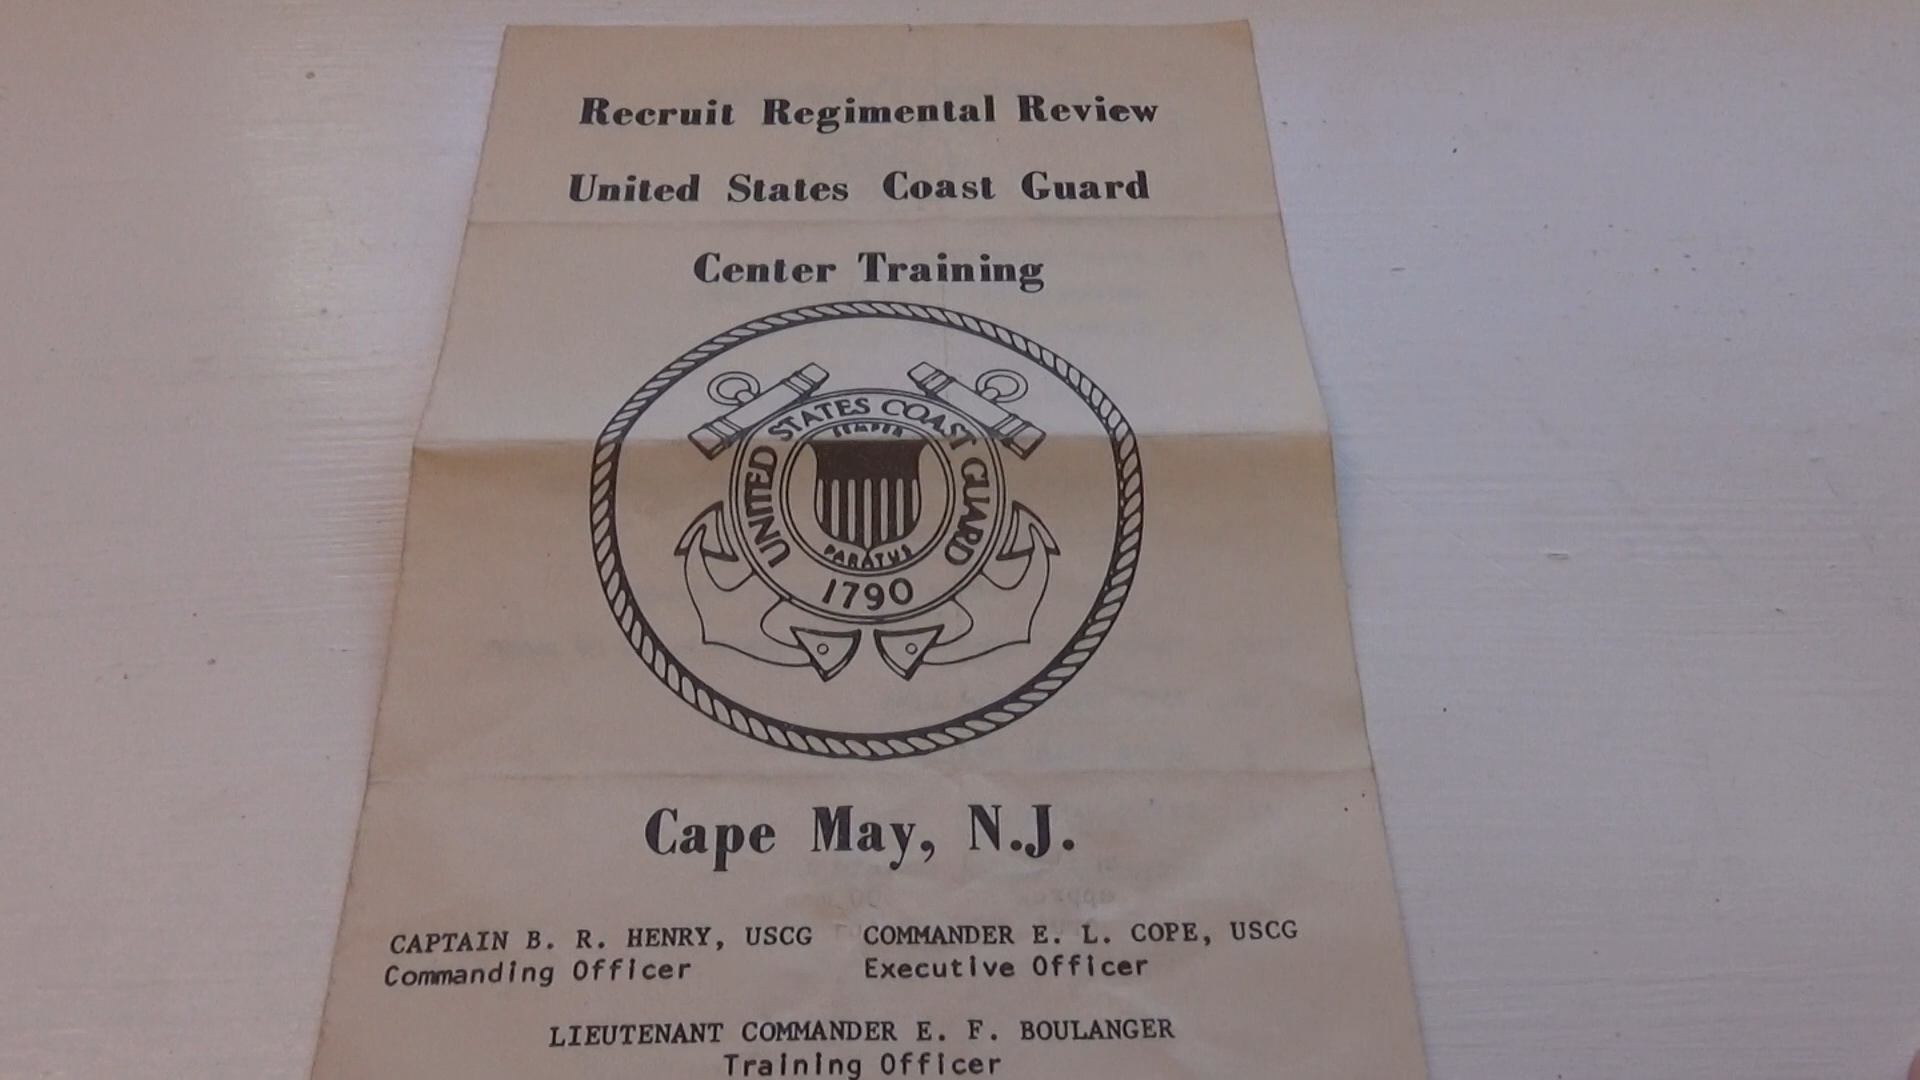 Recruit Regimental Review
United States Coast Guard
Center Training
UNITED STATES COAST GUARD
SEMPER
PARATUS
1790
Cape May, N.J.
CAPTAIN B. R. HENRY, USCG COMMANDER E. L. COPE, USCG
Commanding Officer Executive Officer
LIEUTENANT COMMANDER E. F. BOULANGER
Training Officer